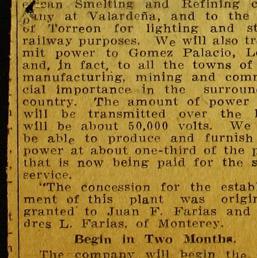 can Smelting and Refining c
any at Valardeña, and to the
of Torreon for lighting and st
railway purposes. We will also tra
mit power to Gomez Palacio, Le
and, in fact, to all the towns of
manufacturing, mining and comm
cial importance in the surroun
country. The amount of power
will be transmitted over the l
will be about 50,000 volts. We
be able to produce and furnish
power at about one-third of the p
that is now being paid for the s
service.
"The concession for the estab
ment of this plant was origin
granted to Juan F. Farias and
dres L. Farias, of Monterey.
Begin in Two Months.
The company will begin the